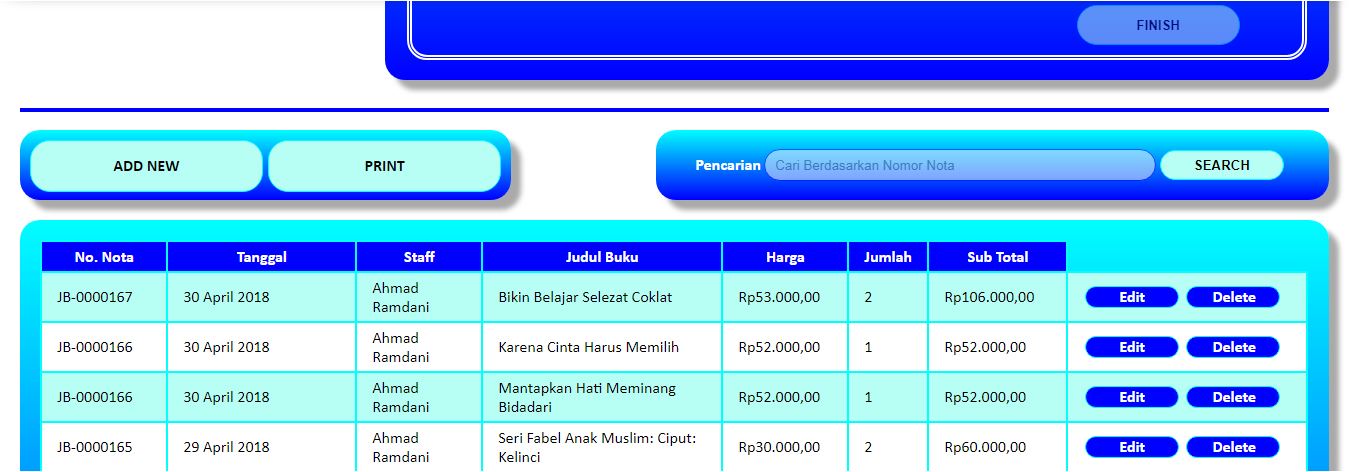 FINISH
ADD NEW PRINT Pencarian Cari Berdasarkan Nomor Nota SEARCH
No. Nota Tanggal Staff Judul Buku Harga Jumlah Sub Total
JB-0000167 30 April 2018 Ahmad Ramdani Bikin Belajar Selezat Coklat Rp53.000,00 2 Rp106.000,00 Edit Delete
JB-0000166 30 April 2018 Ahmad Ramdani Karena Cinta Harus Memilih Rp52.000,00 1 Rp52.000,00 Edit Delete
JB-0000166 30 April 2018 Ahmad Ramdani Mantapkan Hati Meminang Bidadari Rp52.000,00 1 Rp52.000,00 Edit Delete
JB-0000165 29 April 2018 Ahmad Ramdani Seri Fabel Anak Muslim: Ciput: Kelinci Rp30.000,00 2 Rp60.000,00 Edit Delete